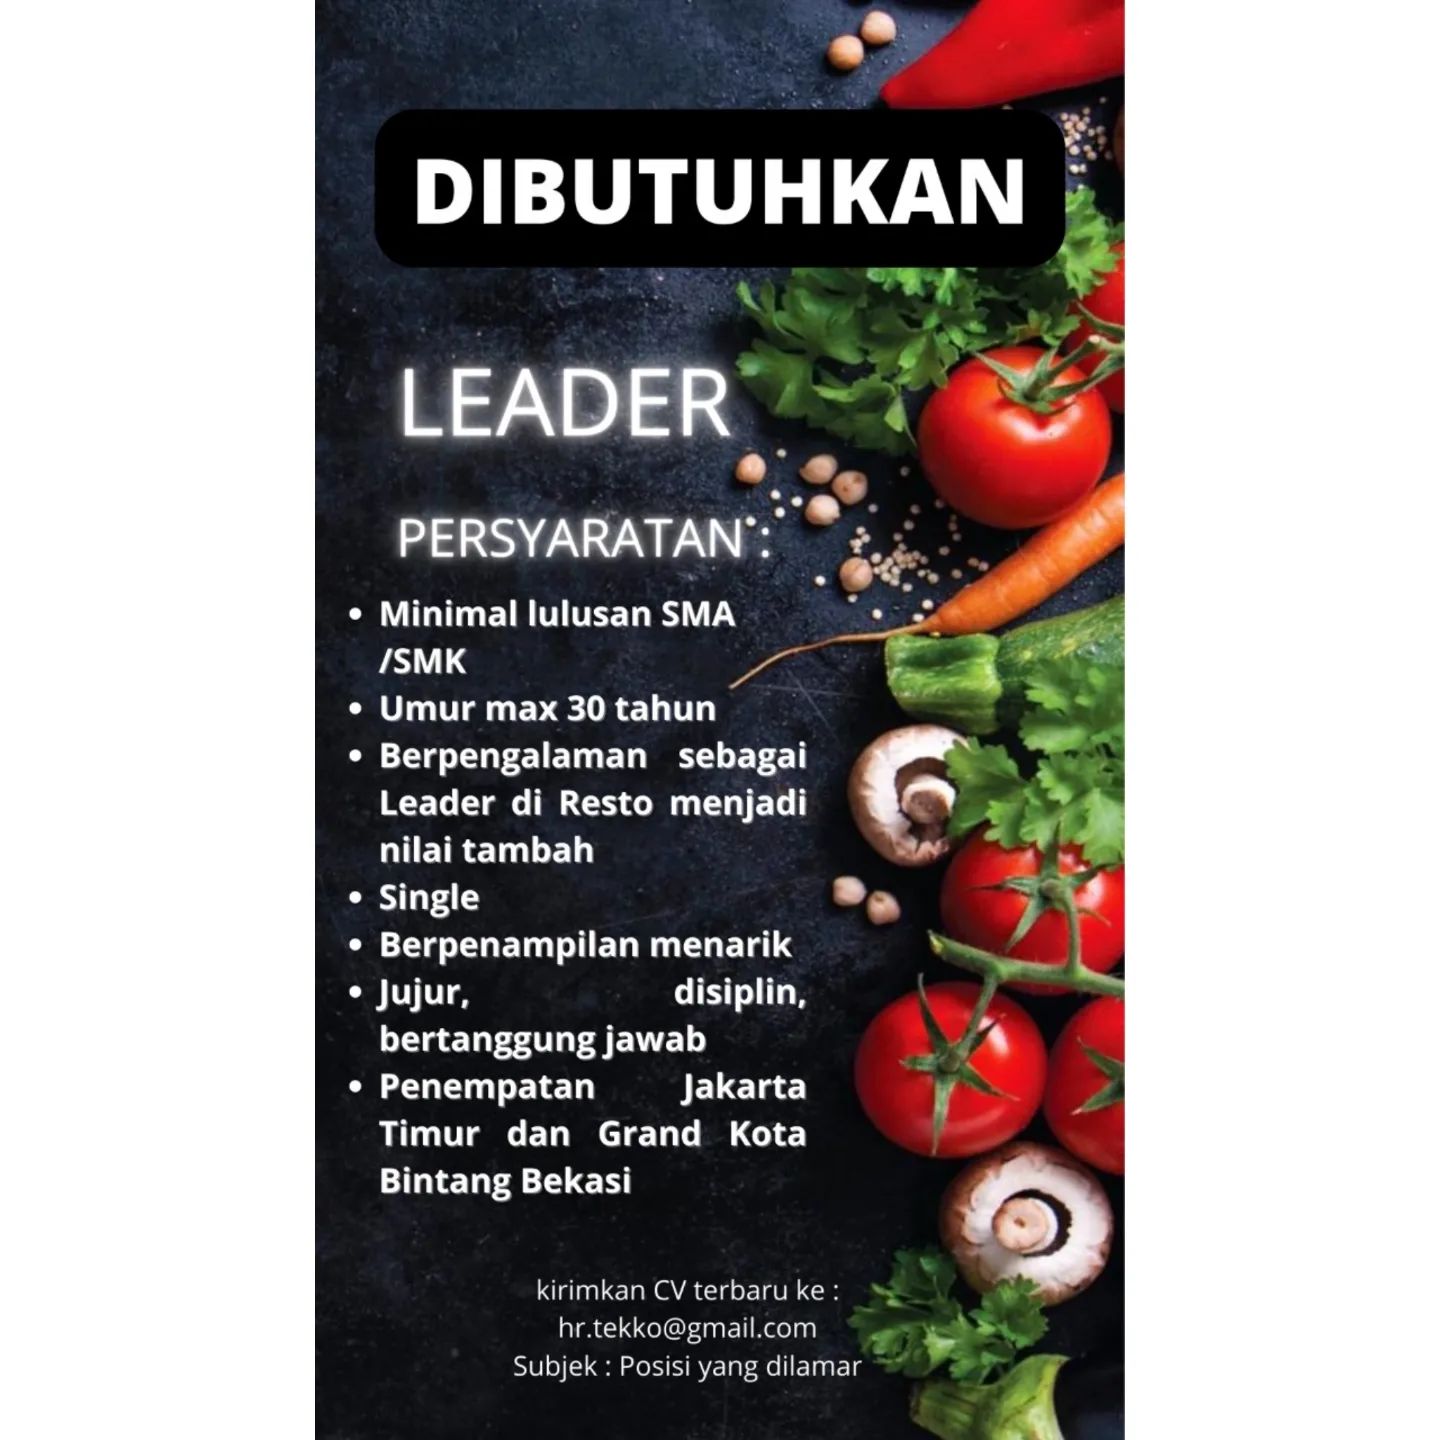 DIBUTUHKAN
LEADER
PERSYARATAN :
• Minimal lulusan SMA
/SMK
• Umur max 30 tahun
• Berpengalaman sebagai
Leader di Resto menjadi
nilai tambah
• Single
• Berpenampilan menarik
• Jujur, disiplin,
bertanggung jawab
• Penempatan Jakarta
Timur dan Grand Kota
Bintang Bekasi
kirimkan CV terbaru ke :
hr.tekko@gmail.com
Subjek : Posisi yang dilamar